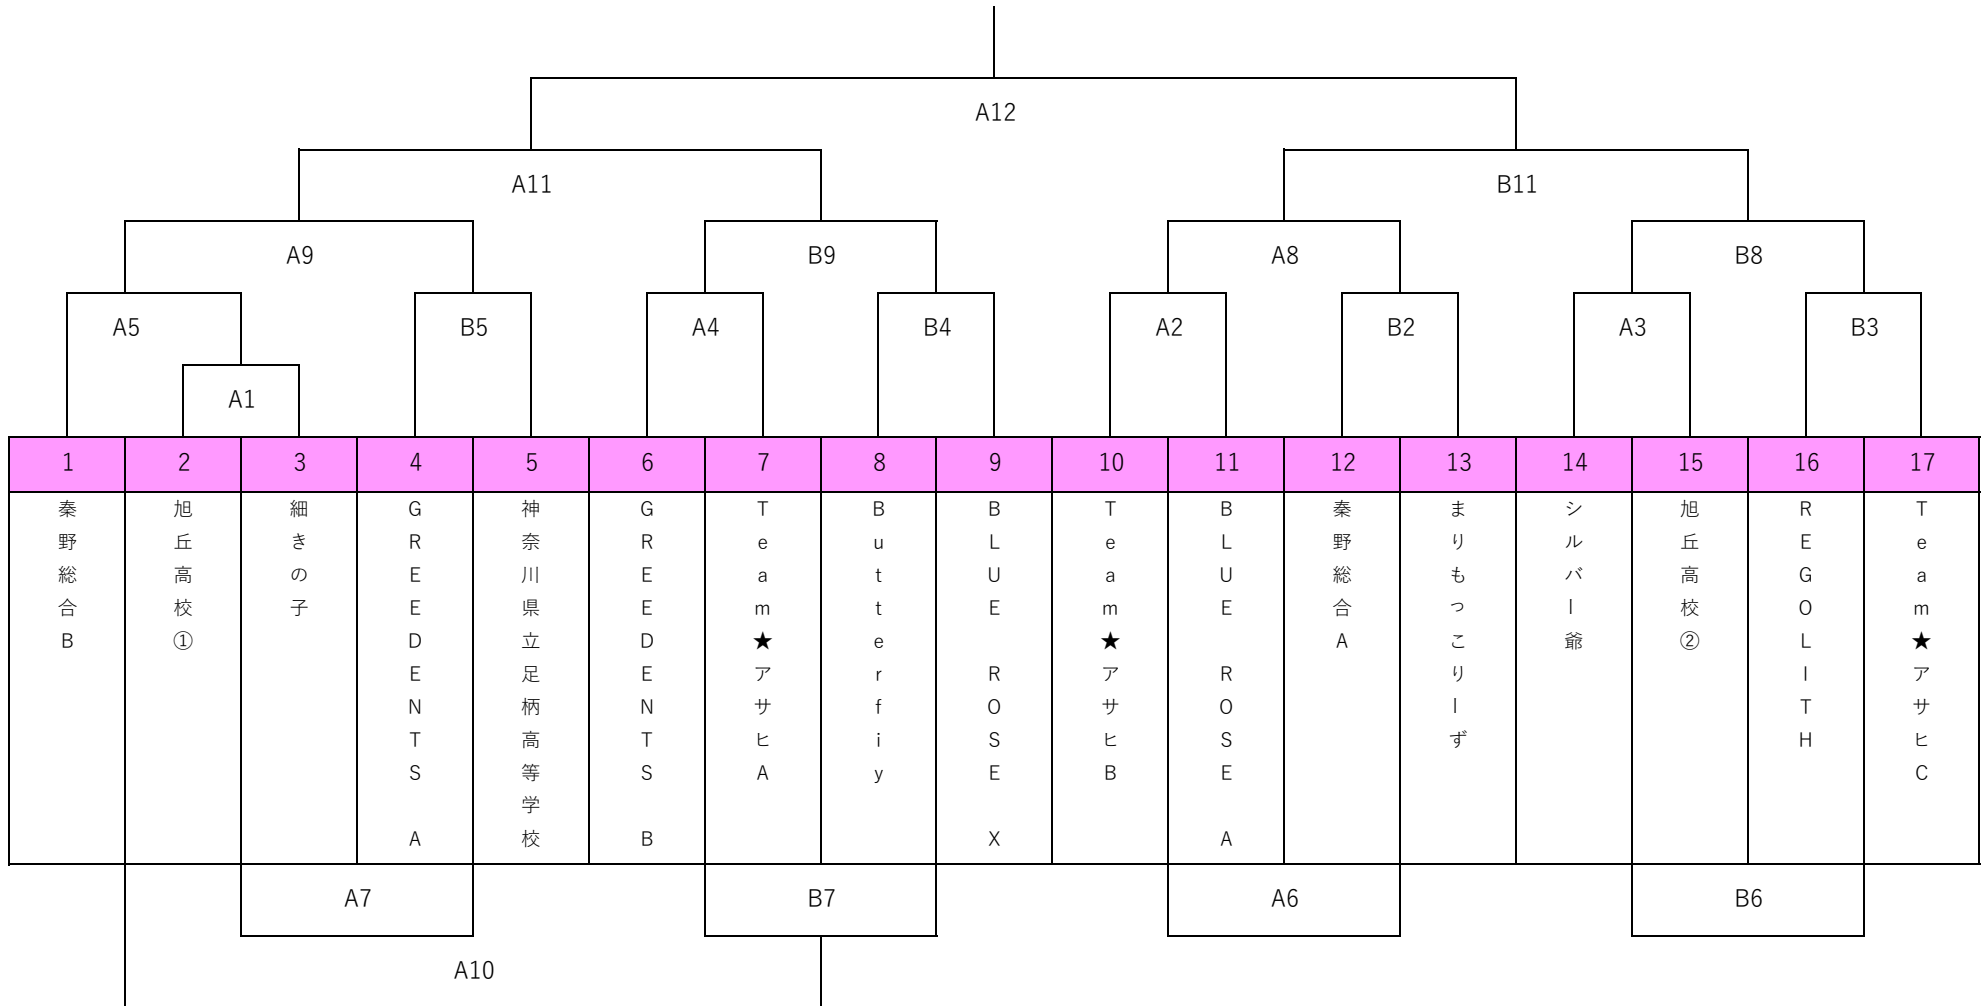 A12
A11 B11
A9 B9 A8 B8
A5 B5 A4 B4 A2 B2 A3 B3
A1
1 2 3 4 5 6 7 8 9 10 11 12 13 14 15 16 17
秦野総合B
旭丘高校①
細きの子
GREEDENTS A
神奈川県立足柄高等学校
GREEDENTS B
Team★アサヒA
Butterfiy
BLUE ROSE X
Team★アサヒB
BLUE ROSE A
秦野総合A
まりもっこりーず
シルバー爺
旭丘高校②
REGOLITH
Team★アサヒC
A7 B7 A6 B6
A10